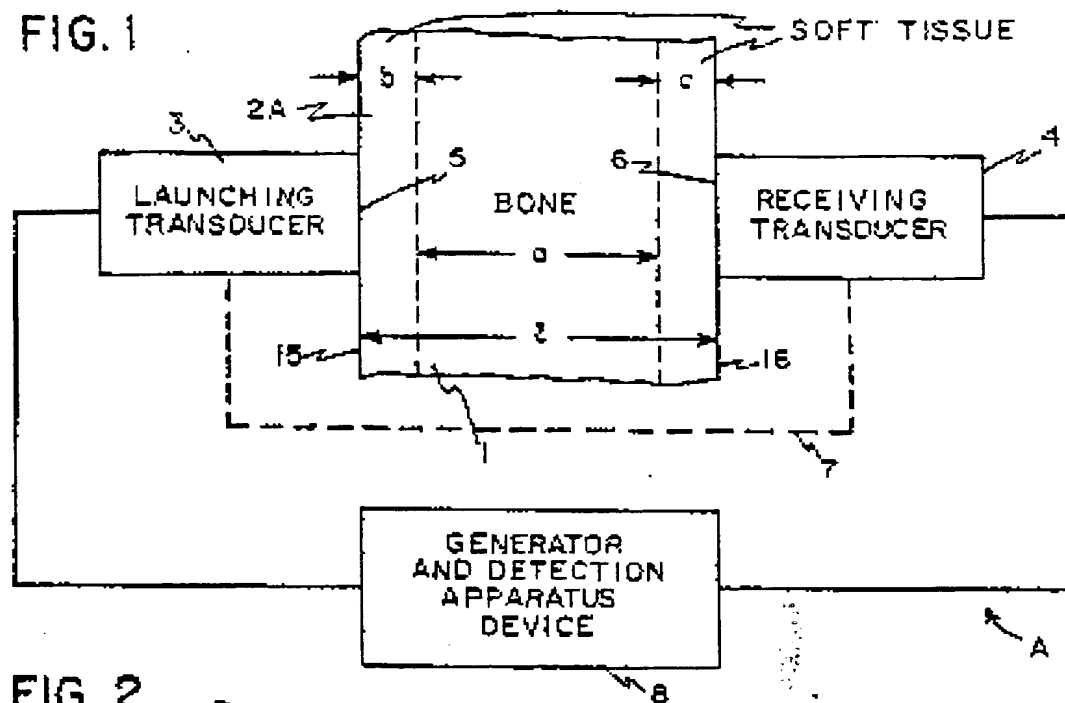 FIG. 1
SOFT TISSUE
b
c
2A
3
5
6
4
LAUNCHING
TRANSDUCER
BONE
RECEIVING
TRANSDUCER
a
15
16
1
7
GENERATOR
AND DETECTION
APPARATUS
DEVICE
A
8
FIG. 2